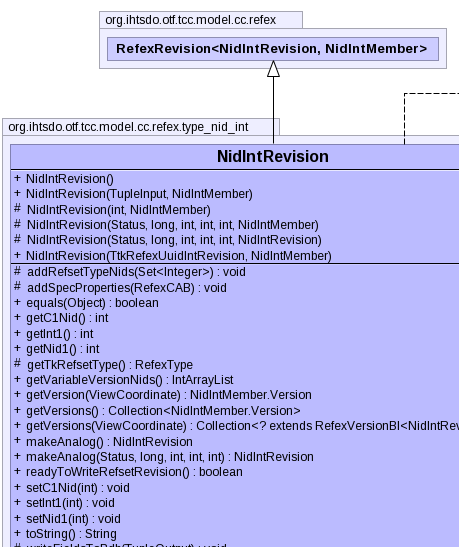 org.ihtsdo.otf.tcc.model.cc.refex
RefexRevision<NidIntRevision, NidIntMember>
org.ihtsdo.otf.tcc.model.cc.refex.type_nid_int
NidIntRevision
+ NidIntRevision()
+ NidIntRevision(TupleInput, NidIntMember)
# NidIntRevision(int, NidIntMember)
# NidIntRevision(Status, long, int, int, int, NidIntMember)
# NidIntRevision(Status, long, int, int, int, NidIntRevision)
+ NidIntRevision(TtkRefexUuidIntRevision, NidIntMember)
# addRefsetTypeNids(Set<Integer>) : void
# addSpecProperties(RefexCAB) : void
+ equals(Object) : boolean
+ getC1Nid() : int
+ getInt1() : int
+ getNid1() : int
# getTkRefsetType() : RefexType
+ getVariableVersionNids() : IntArrayList
+ getVersion(ViewCoordinate) : NidIntMember.Version
+ getVersions() : Collection<NidIntMember.Version>
+ getVersions(ViewCoordinate) : Collection<? extends RefexVersionBI<NidIntRevi
+ makeAnalog() : NidIntRevision
+ makeAnalog(Status, long, int, int, int) : NidIntRevision
+ readyToWriteRefsetRevision() : boolean
+ setC1Nid(int) : void
+ setInt1(int) : void
+ setNid1(int) : void
+ toString() : String
# writeFieldsToBdb(TupleOutput) : void